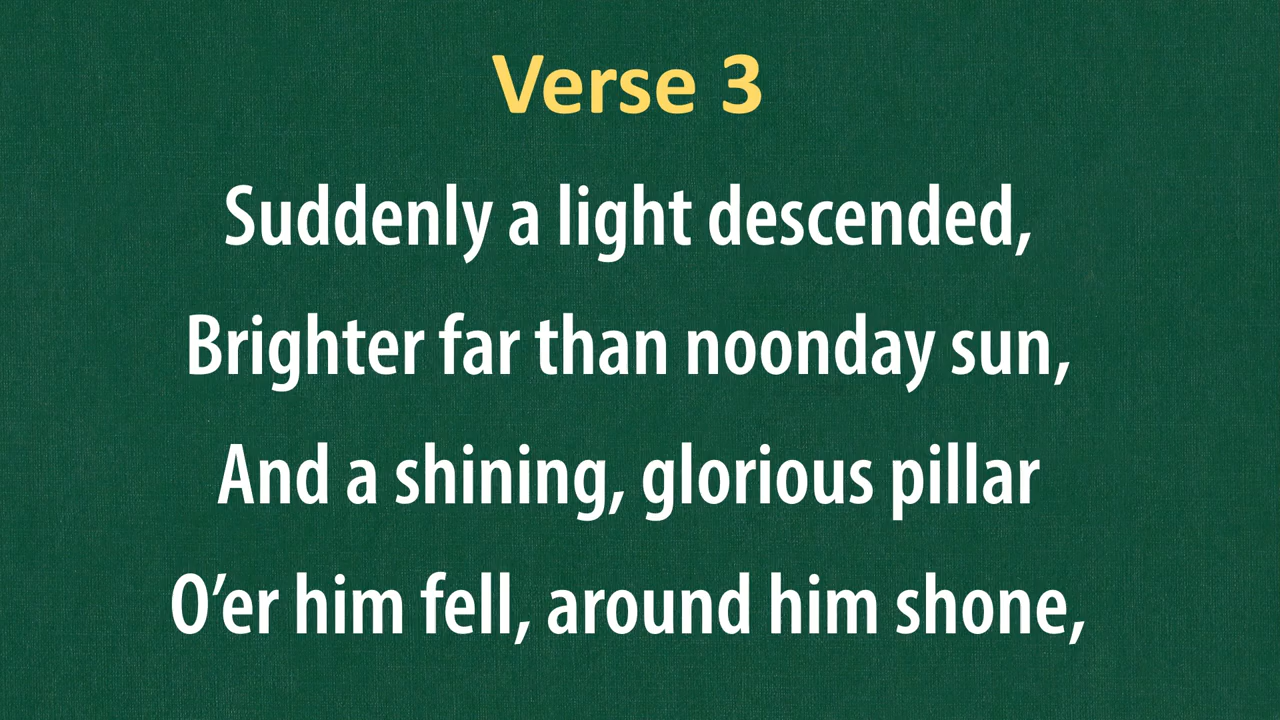 Verse 3
Suddenly a light descended,
Brighter far than noonday sun,
And a shining, glorious pillar
O’er him fell, around him shone,